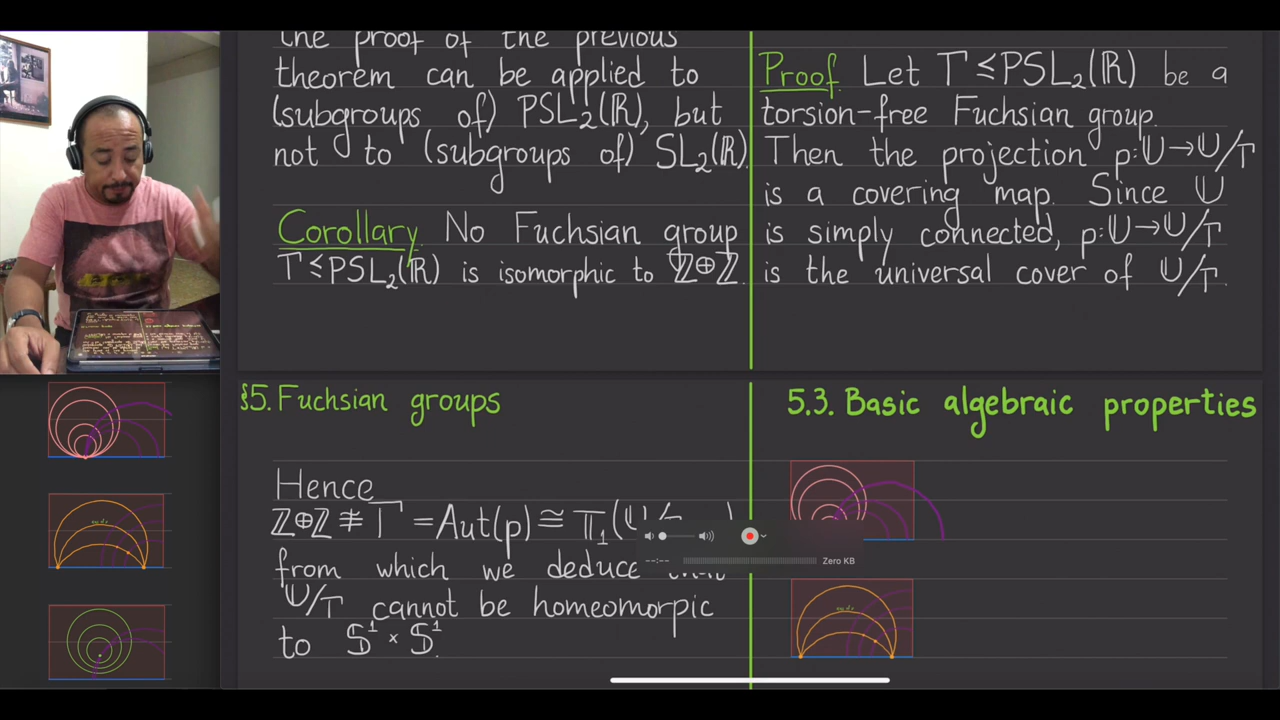 the proof of the previous
theorem can be applied to
(subgroups of) PSL₂(ℝ), but
not to (subgroups of) SL₂(ℝ).
Corollary. No Fuchsian group
Γ≤PSL₂(ℝ) is isomorphic to ℤ⊕ℤ.
Proof. Let Γ≤PSL₂(ℝ) be a
torsion-free Fuchsian group.
Then the projection p:𝕌→𝕌/Γ
is a covering map. Since 𝕌
is simply connected, p:𝕌→𝕌/Γ
is the universal cover of 𝕌/Γ.
§5. Fuchsian groups
5.3. Basic algebraic properties
Hence
ℤ⊕ℤ≇Γ=Aut(p)≅π₁(𝕌/
from which we deduce
𝕌/Γ cannot be homeomorpic
to 𝕊¹×𝕊¹.
--:--
Zero KB